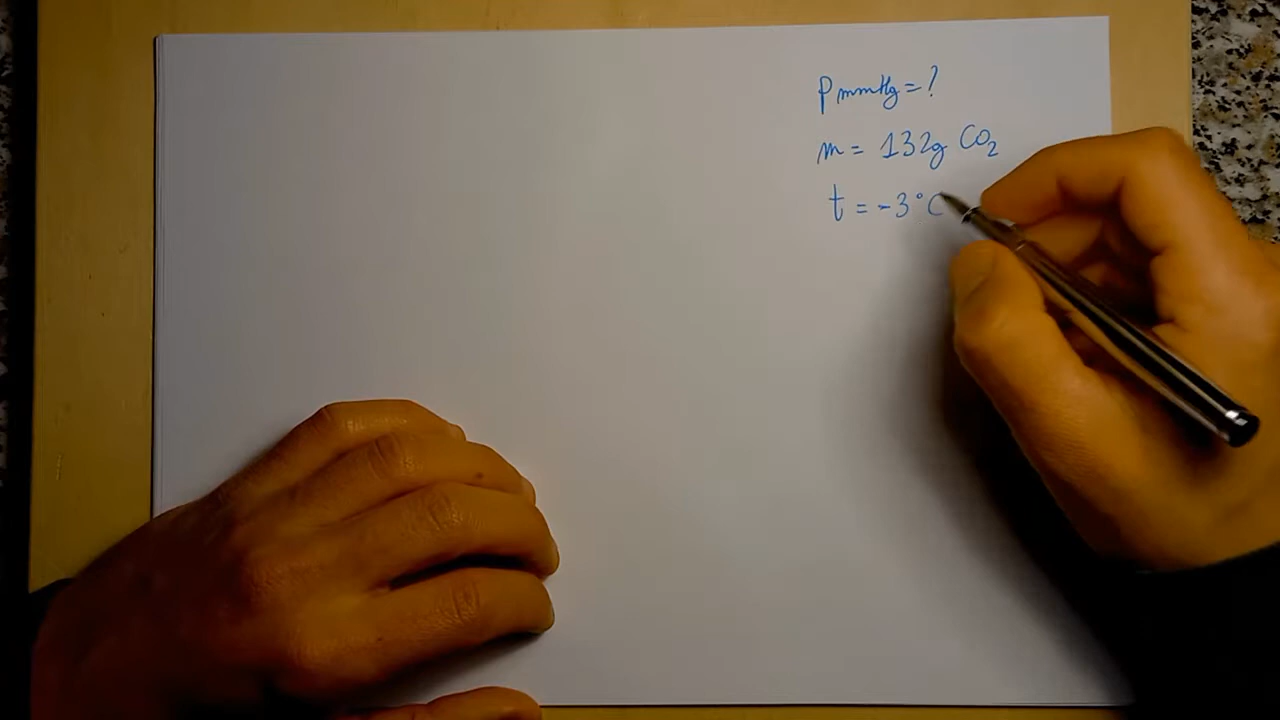 PmmHg = ?
m = 132g CO₂
t = -3°C